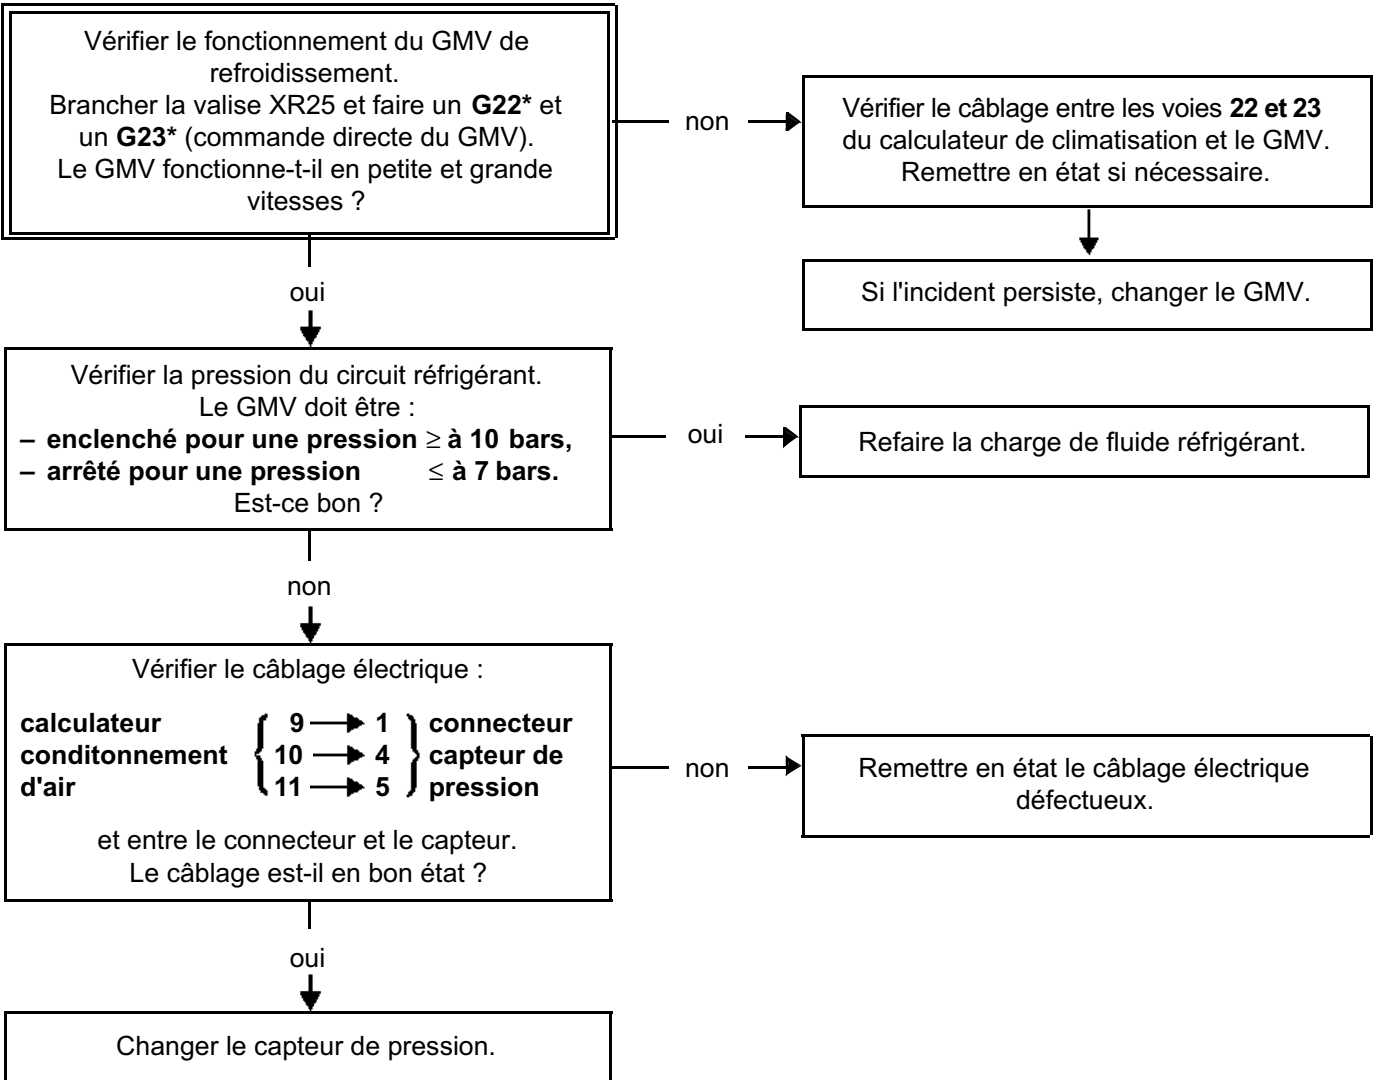 Vérifier le fonctionnement du GMV de
refroidissement.
Brancher la valise XR25 et faire un G22* et
un G23* (commande directe du GMV).
Le GMV fonctionne-t-il en petite et grande
vitesses ?
non
Vérifier le câblage entre les voies 22 et 23
du calculateur de climatisation et le GMV.
Remettre en état si nécessaire.
Si l'incident persiste, changer le GMV.
oui
Vérifier la pression du circuit réfrigérant.
Le GMV doit être :
– enclenché pour une pression ≥ à 10 bars,
– arrêté pour une pression ≤ à 7 bars.
Est-ce bon ?
oui
Refaire la charge de fluide réfrigérant.
non
Vérifier le câblage électrique :
calculateur { 9 → 1 } connecteur
conditonnement { 10 → 4 } capteur de
d'air { 11 → 5 } pression
et entre le connecteur et le capteur.
Le câblage est-il en bon état ?
non
Remettre en état le câblage électrique
défectueux.
oui
Changer le capteur de pression.